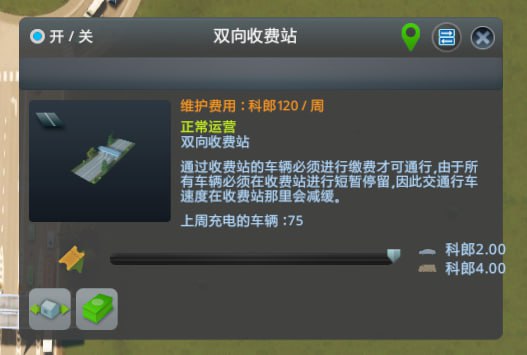 开 / 关
双向收费站
维护费用 : 科郎120 / 周
正常运营
双向收费站
通过收费站的车辆必须进行缴费才可通行,由于所
有车辆必须在收费站进行短暂停留,因此交通行车
速度在收费站那里会减缓。
上周充电的车辆 :75
科郎2.00
科郎4.00